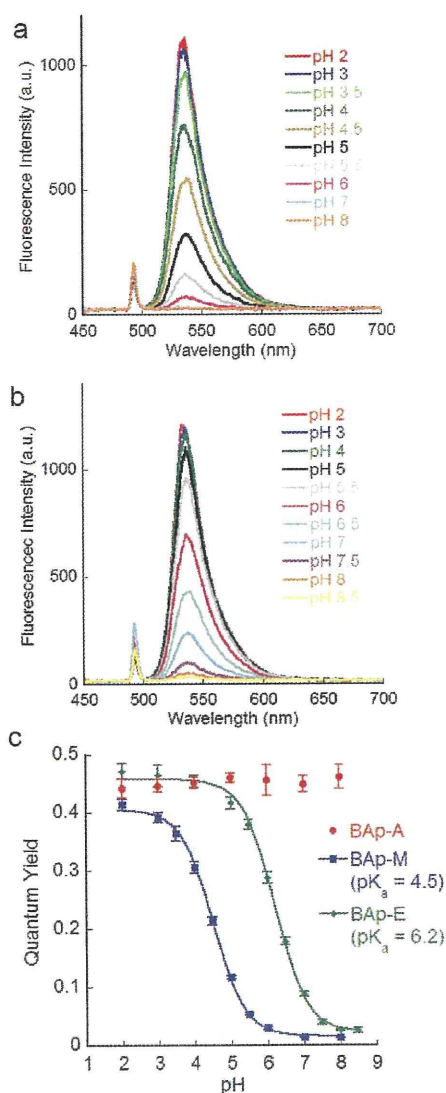 a
Fluorescence Intensity (a.u.)
1000
500
0
pH 2
pH 3
pH 3.5
pH 4
pH 4.5
pH 5
pH 5.5
pH 6
pH 7
pH 8
450 500 550 600 700
Wavelength (nm)
b
Fluorescencec Intensity (a.u.)
1000
500
0
pH 2
pH 3
pH 4
pH 5
pH 5.5
pH 6
pH 6.5
pH 7
pH 7.5
pH 8
pH 8.5
450 500 550 600 700
Wavelength (nm)
c
Quantum Yield
0.5
0.4
0.3
0.2
0.1
0
BAp-A
BAp-M
(pKa = 4.5)
BAp-E
(pKa = 6.2)
1 2 3 4 5 6 7 8 9
pH